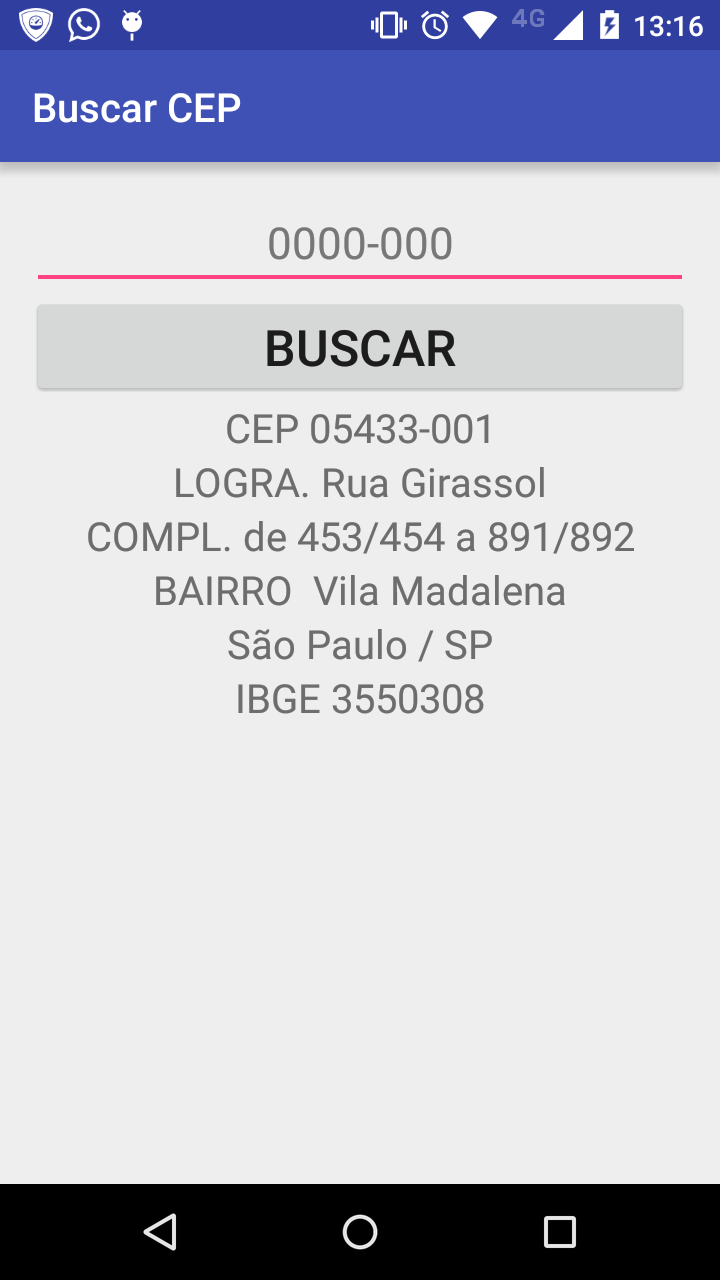 4G 13:16
Buscar CEP
0000-000
BUSCAR
CEP 05433-001
LOGRA. Rua Girassol
COMPL. de 453/454 a 891/892
BAIRRO  Vila Madalena
São Paulo / SP
IBGE 3550308